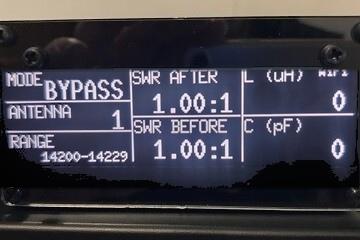 MODE
BYPASS
ANTENNA
1
RANGE
14200-14229
SWR AFTER
1.00:1
SWR BEFORE
1.00:1
L (uH) WiFi
0
C (pF)
0